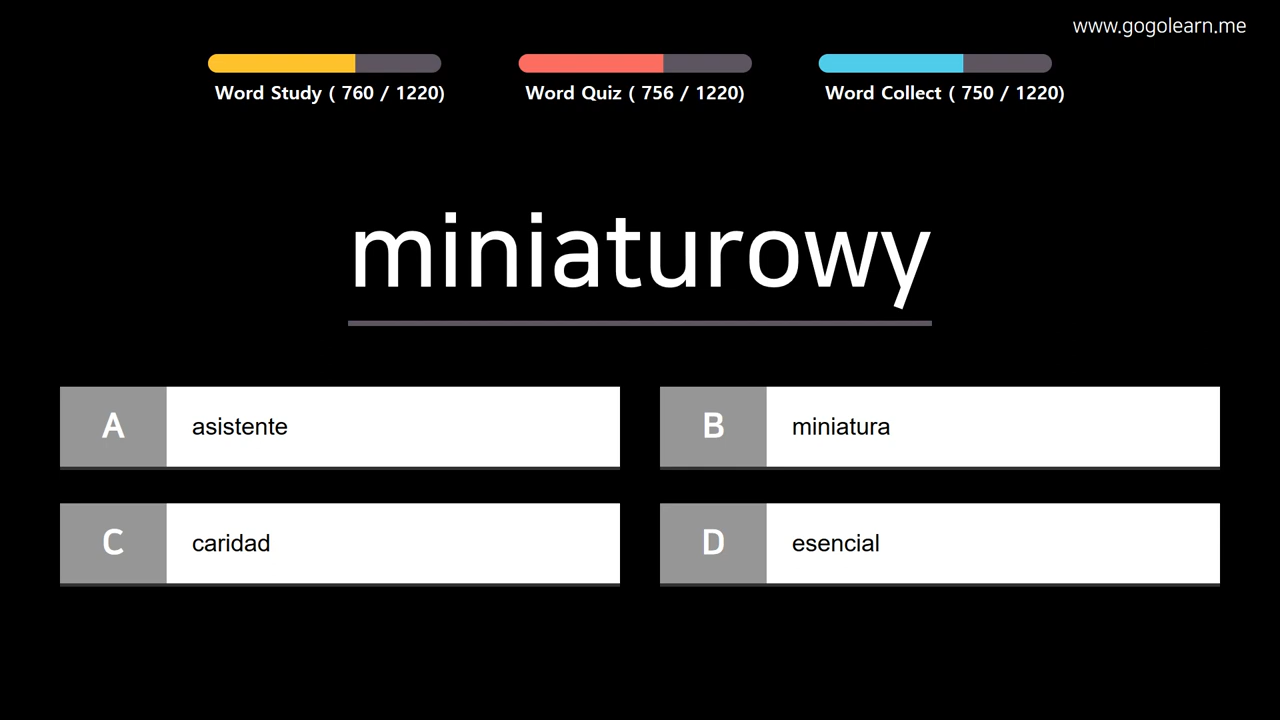 www.gogolearn.me
Word Study ( 760 / 1220)
Word Quiz ( 756 / 1220)
Word Collect ( 750 / 1220)
miniaturowy
A asistente
B miniatura
C caridad
D esencial